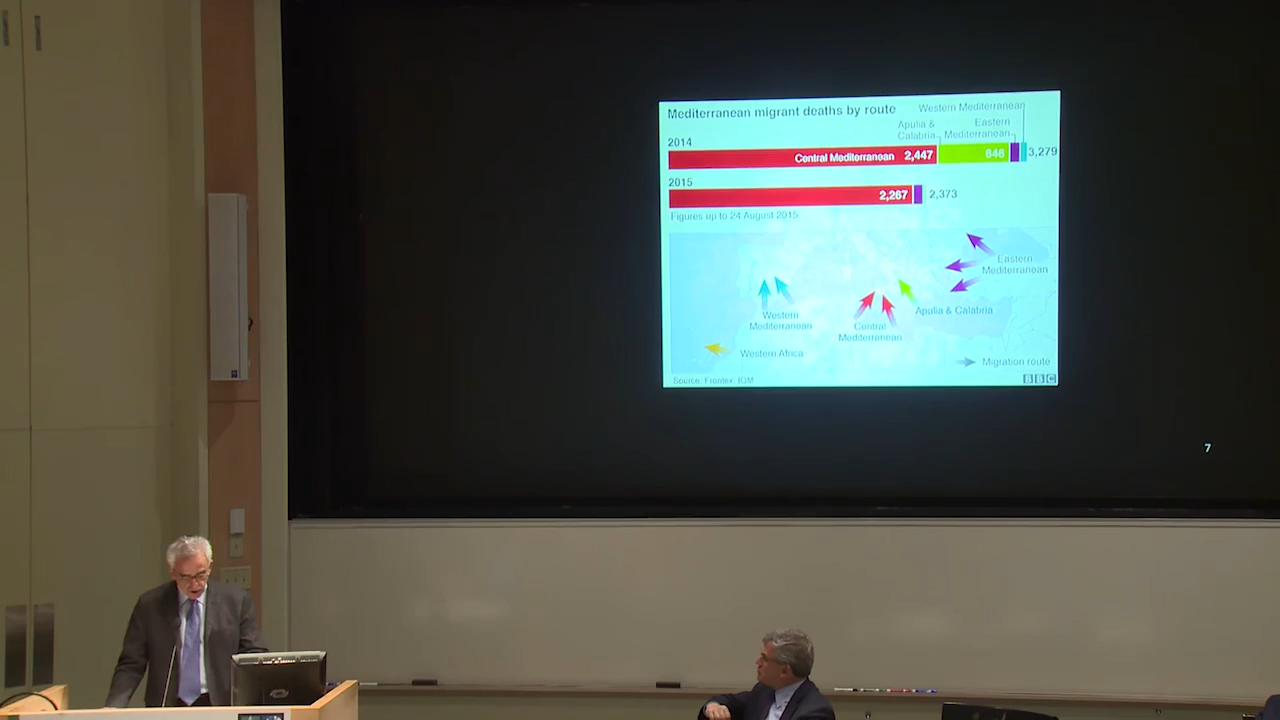 Mediterranean migrant deaths by route
Western Mediterranean
Apulia &
Calabria
Eastern
Mediterranean
2014
Central Mediterranean 2,447
646
3,279
2015
2,267
2,373
Figures up to 24 August 2015
Eastern
Mediterranean
Western
Mediterranean
Central
Mediterranean
Apulia & Calabria
Western Africa
Migration route
Source: Frontex, IOM
BBC
7